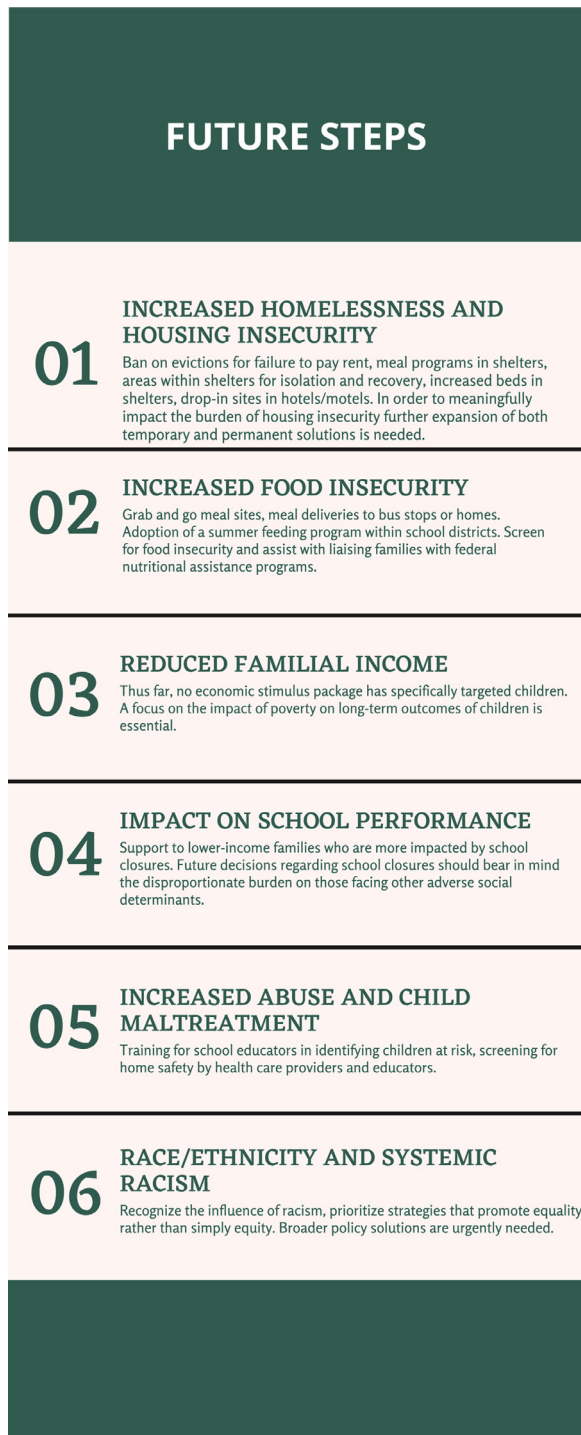 FUTURE STEPS
01
INCREASED HOMELESSNESS AND
HOUSING INSECURITY
Ban on evictions for failure to pay rent, meal programs in shelters,
areas within shelters for isolation and recovery, increased beds in
shelters, drop-in sites in hotels/motels. In order to meaningfully
impact the burden of housing insecurity further expansion of both
temporary and permanent solutions is needed.
02
INCREASED FOOD INSECURITY
Grab and go meal sites, meal deliveries to bus stops or homes.
Adoption of a summer feeding program within school districts. Screen
for food insecurity and assist with liaising families with federal
nutritional assistance programs.
03
REDUCED FAMILIAL INCOME
Thus far, no economic stimulus package has specifically targeted children.
A focus on the impact of poverty on long-term outcomes of children is
essential.
04
IMPACT ON SCHOOL PERFORMANCE
Support to lower-income families who are more impacted by school
closures. Future decisions regarding school closures should bear in mind
the disproportionate burden on those facing other adverse social
determinants.
05
INCREASED ABUSE AND CHILD
MALTREATMENT
Training for school educators in identifying children at risk, screening for
home safety by health care providers and educators.
06
RACE/ETHNICITY AND SYSTEMIC
RACISM
Recognize the influence of racism, prioritize strategies that promote equality
rather than simply equity. Broader policy solutions are urgently needed.